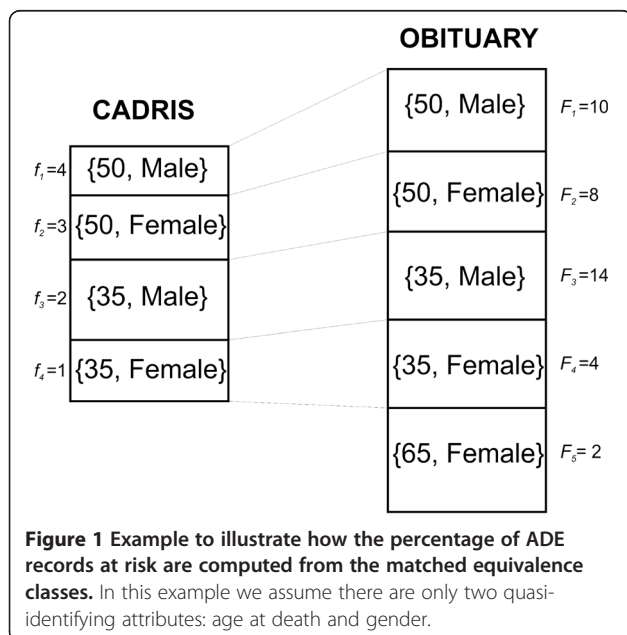 OBITUARY
CADRIS
f₁=4 {50, Male}
f₂=3 {50, Female}
f₃=2 {35, Male}
f₄=1 {35, Female}
{50, Male} F₁=10
{50, Female} F₂=8
{35, Male} F₃=14
{35, Female} F₄=4
{65, Female} F₅= 2
Figure 1 Example to illustrate how the percentage of ADE
records at risk are computed from the matched equivalence
classes. In this example we assume there are only two quasi-
identifying attributes: age at death and gender.